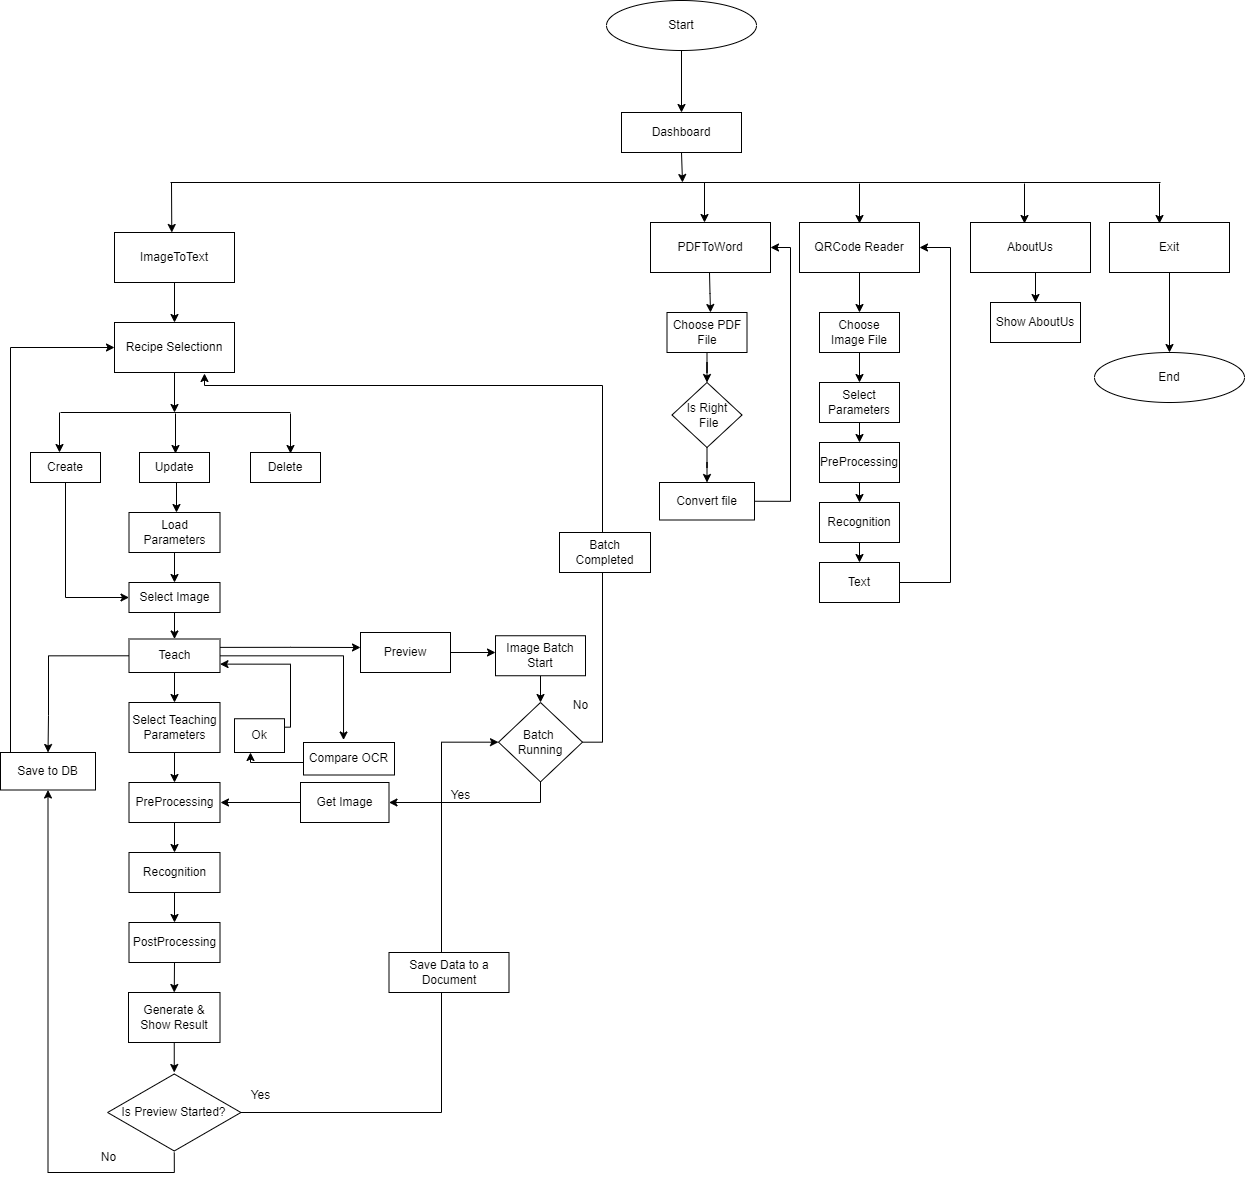 Start
Dashboard
ImageToText
PDFToWord
QRCode Reader
AboutUs
Exit
Recipe Selectionn
Choose PDF
File
Choose
Image File
Show AboutUs
End
Is Right
File
Select
Parameters
Create
Update
Delete
PreProcessing
Convert file
Load
Parameters
Recognition
Batch
Completed
Text
Select Image
Teach
Preview
Image Batch
Start
No
Select Teaching
Parameters
Ok
Compare OCR
Batch
Running
Save to DB
PreProcessing
Get Image
Yes
Recognition
PostProcessing
Save Data to a
Document
Generate &
Show Result
Yes
Is Preview Started?
No